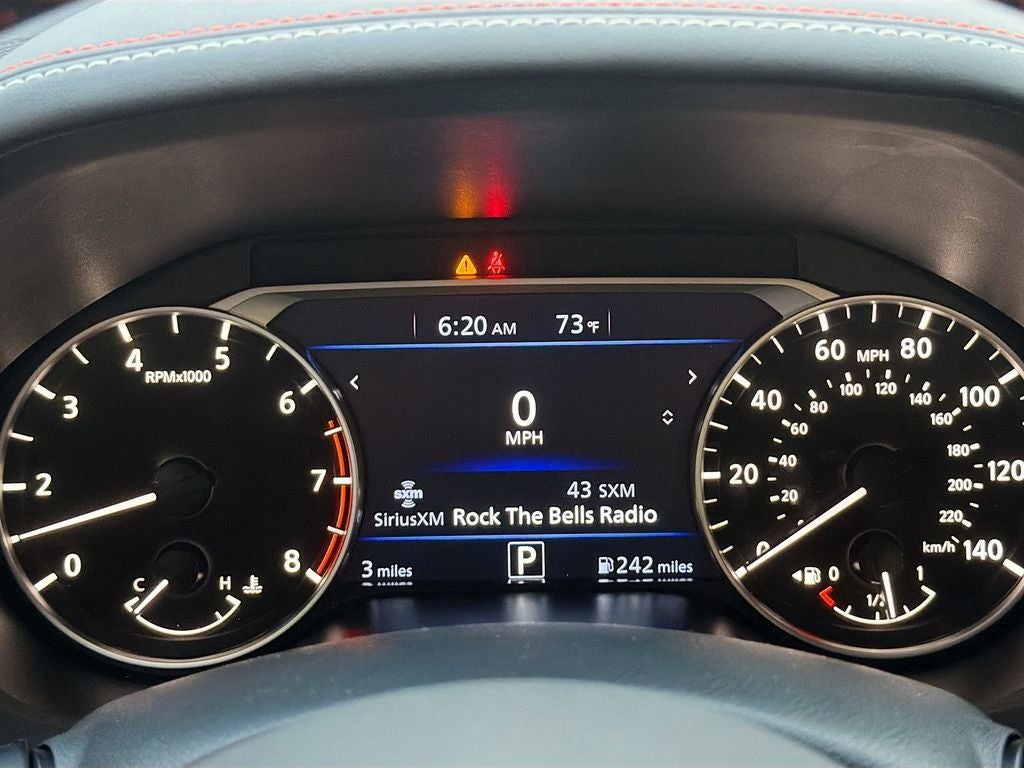 6:20 AM 73°F
0
MPH
sxm 43 SXM
SiriusXM Rock The Bells Radio
3 miles P 242 miles
RPMx1000
0 2 3 4 5 6 7 8
C H
MPH
0 20 40 60 80 100 120 140
20 40 60 80 100 120 140 160 180 200 220
km/h
0 1/2 1